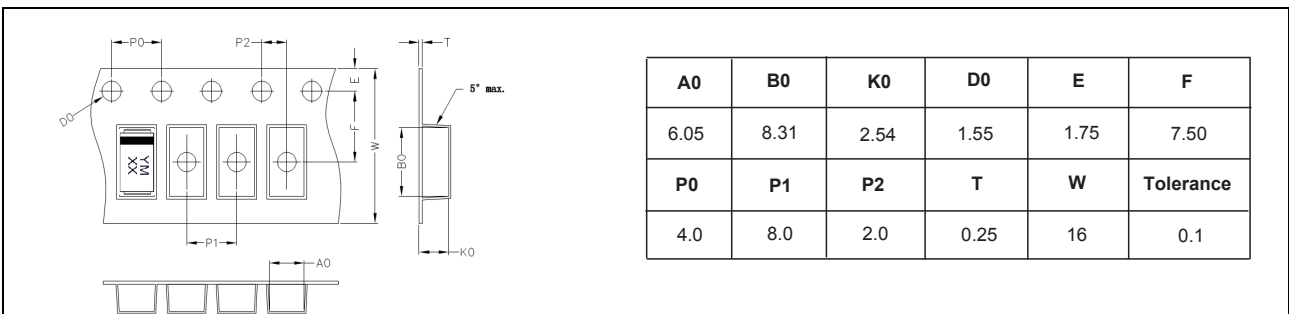 P0
P2
T
E
D0
5° max.
F
W
B0
YM
XX
P1
K0
A0
A0 B0 K0 D0 E F
6.05 8.31 2.54 1.55 1.75 7.50
P0 P1 P2 T W Tolerance
4.0 8.0 2.0 0.25 16 0.1